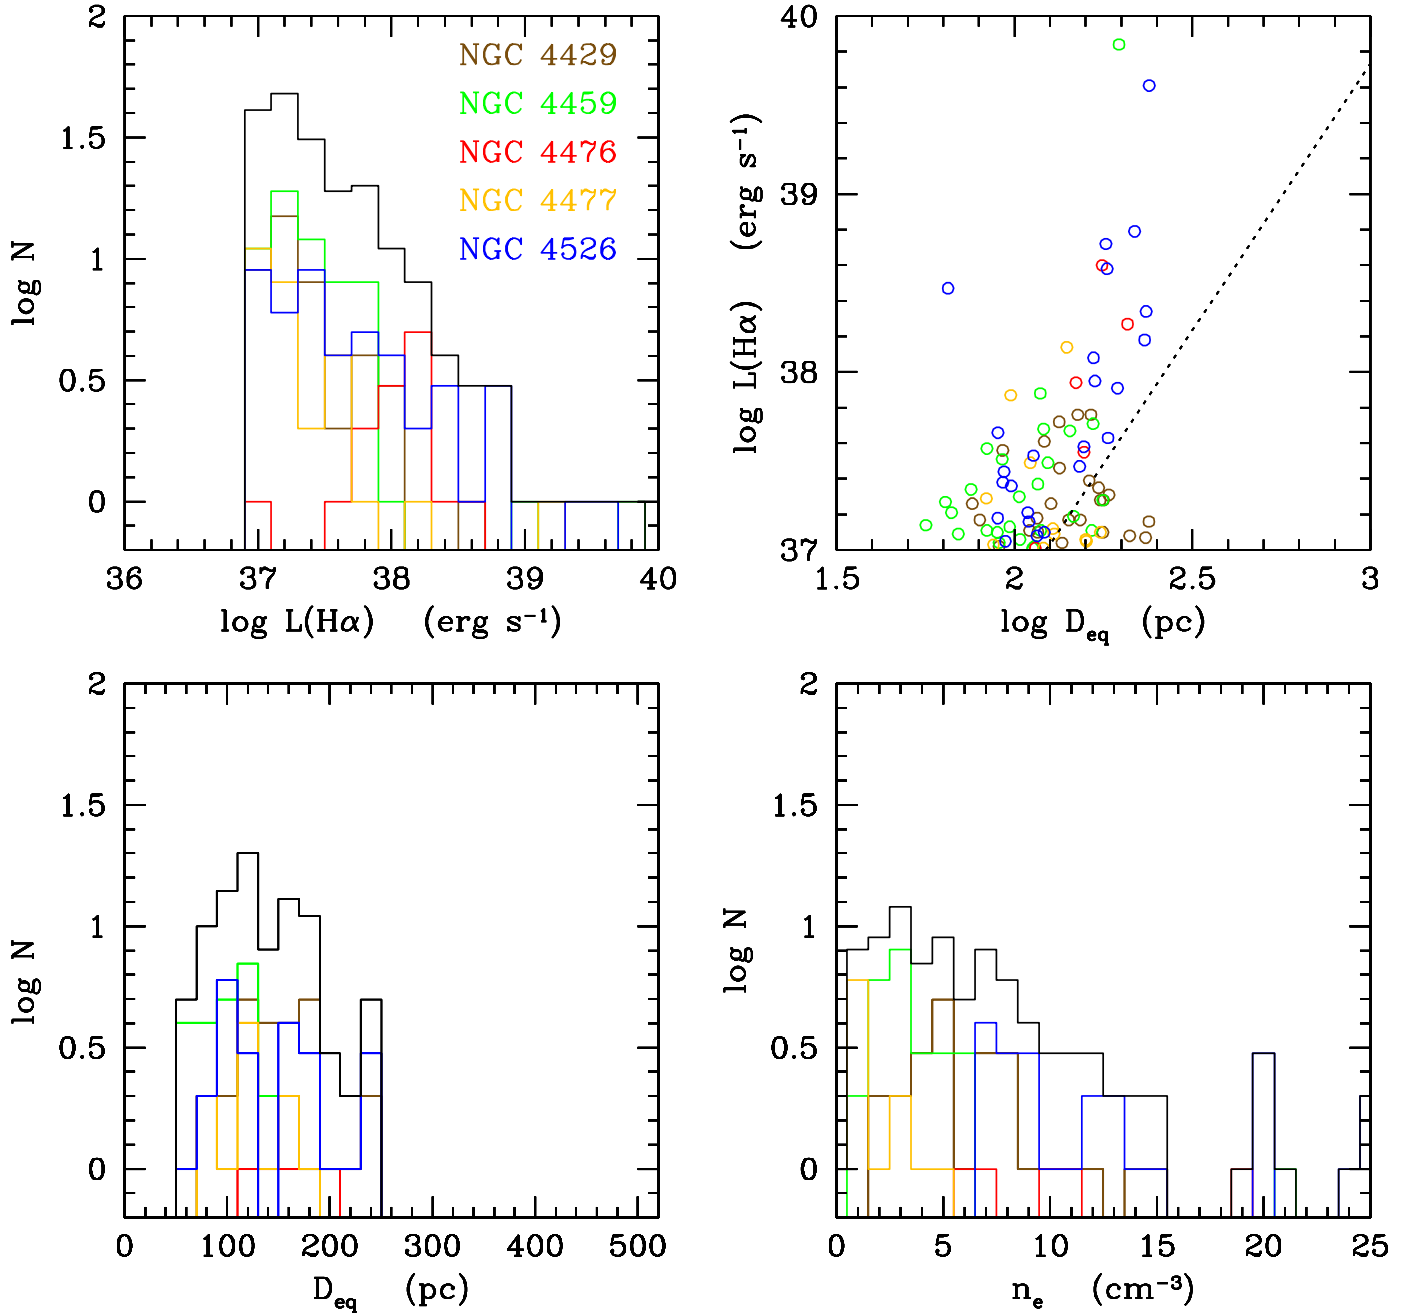 2
1.5
1
0.5
0
log N
36 37 38 39 40
log L(Hα) (erg s⁻¹)
NGC 4429
NGC 4459
NGC 4476
NGC 4477
NGC 4526
40
39
38
37
log L(Hα) (erg s⁻¹)
1.5 2 2.5 3
log D_eq (pc)
2
1.5
1
0.5
0
log N
0 100 200 300 400 500
D_eq (pc)
2
1.5
1
0.5
0
log N
0 5 10 15 20 25
n_e (cm⁻³)